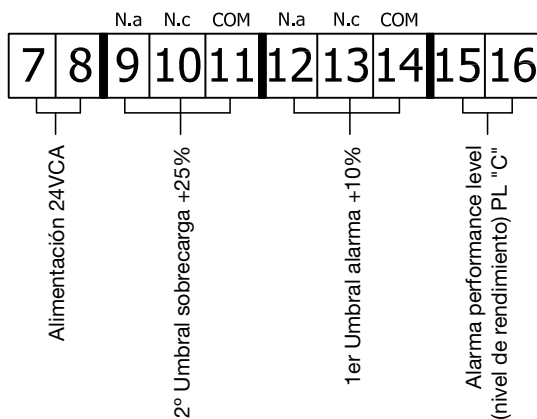 N.a N.c COM N.a N.c COM
7 8 9 10 11 12 13 14 15 16
Alimentación 24VCA
2º Umbral sobrecarga +25%
1er Umbral alarma +10%
Alarma performance level
(nivel de rendimiento) PL "C"